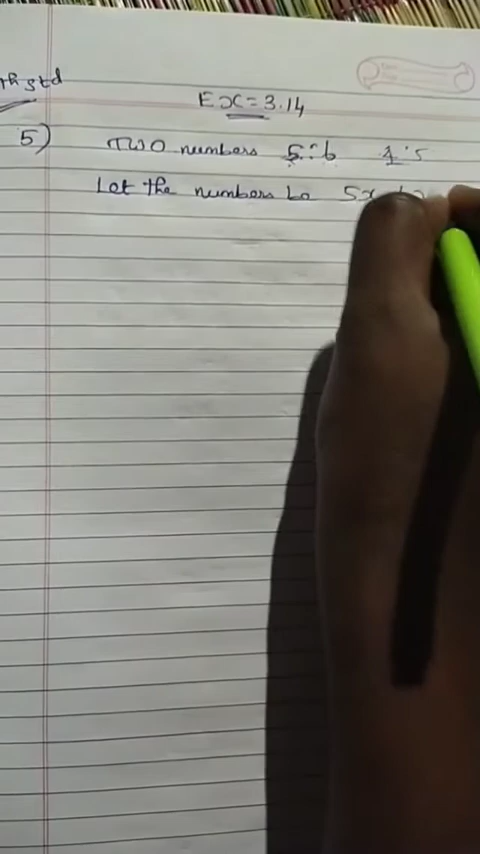 th std
Ex = 3.14
5) Two numbers 5:6 4:5
Let the numbers be 5x